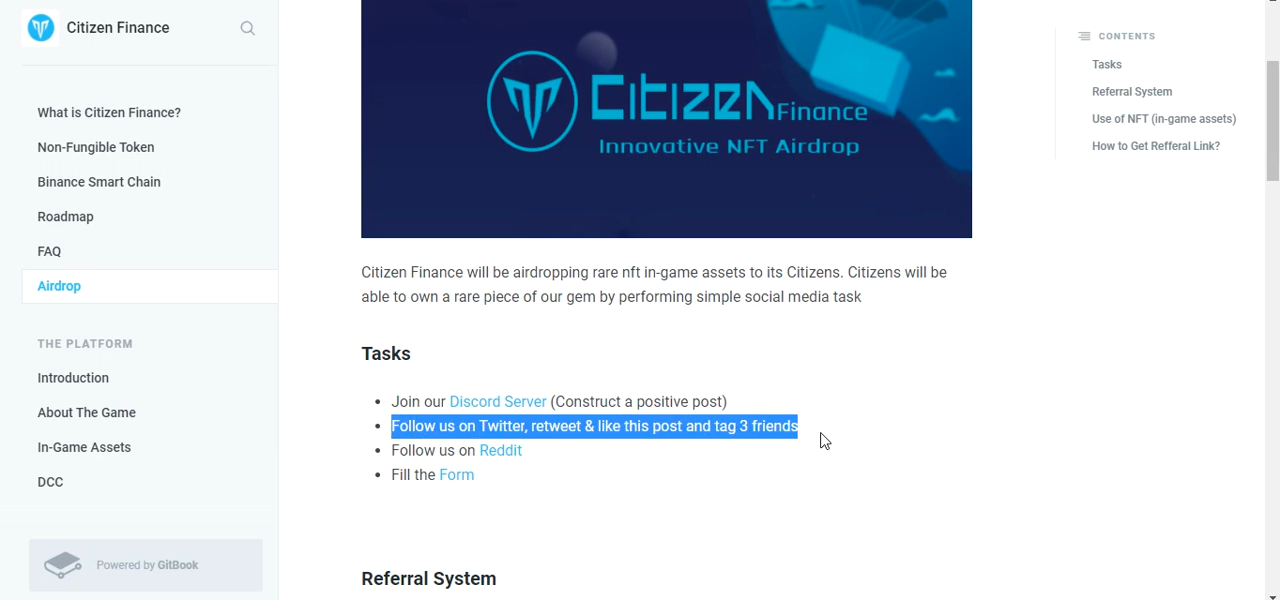 Citizen Finance
What is Citizen Finance?
Non-Fungible Token
Binance Smart Chain
Roadmap
FAQ
Airdrop
THE PLATFORM
Introduction
About The Game
In-Game Assets
DCC
Powered by GitBook
Citizen Finance
Innovative NFT Airdrop
Citizen Finance will be airdropping rare nft in-game assets to its Citizens. Citizens will be
able to own a rare piece of our gem by performing simple social media task
Tasks
• Join our Discord Server (Construct a positive post)
• Follow us on Twitter, retweet & like this post and tag 3 friends
• Follow us on Reddit
• Fill the Form
Referral System
CONTENTS
Tasks
Referral System
Use of NFT (in-game assets)
How to Get Refferal Link?